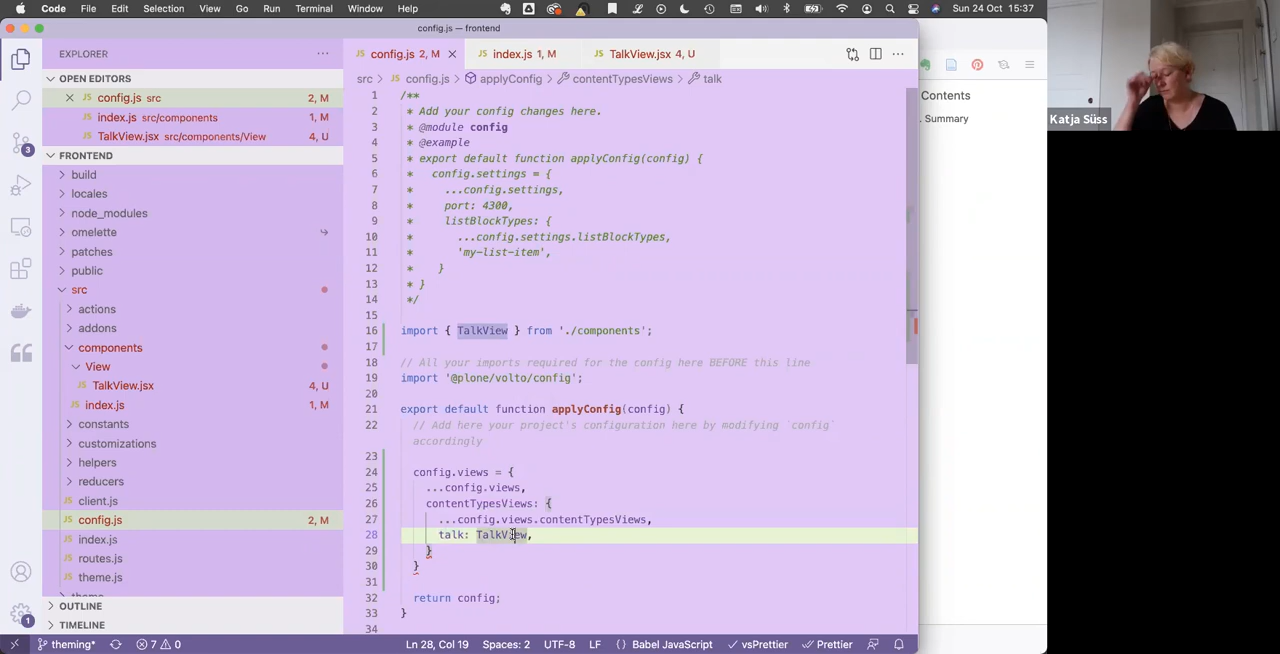 Code File Edit Selection View Go Run Terminal Window Help Sun 24 Oct 15:37
config.js — frontend
EXPLORER
config.js 2, M
index.js 1, M
TalkView.jsx 4, U
OPEN EDITORS
src > config.js > applyConfig > contentTypesViews > talk
config.js src 2, M
index.js src/components 1, M
TalkView.jsx src/components/View 4, U
FRONTEND
build
locales
node_modules
omelette
patches
public
src
actions
addons
components
View
TalkView.jsx 4, U
index.js 1, M
constants
customizations
helpers
reducers
client.js
config.js 2, M
index.js
routes.js
theme.js
OUTLINE
TIMELINE
1 /**
2 * Add your config changes here.
3 * @module config
4 * @example
5 * export default function applyConfig(config) {
6 * config.settings = {
7 * ...config.settings,
8 * port: 4300,
9 * listBlockTypes: {
10 * ...config.settings.listBlockTypes,
11 * 'my-list-item',
12 * }
13 * }
14 */
15
16 import { TalkView } from './components';
17
18 // All your imports required for the config here BEFORE this line
19 import '@plone/volto/config';
20
21 export default function applyConfig(config) {
22 // Add here your project's configuration here by modifying `config`
accordingly
23
24 config.views = {
25 ...config.views,
26 contentTypesViews: {
27 ...config.views.contentTypesViews,
28 talk: TalkView,
29 }
30 }
31
32 return config;
33 }
34
3
1
theming* 7 0 Ln 28, Col 19 Spaces: 2 UTF-8 LF {} Babel JavaScript vsPrettier Prettier
Contents
. Summary
Katja Süss